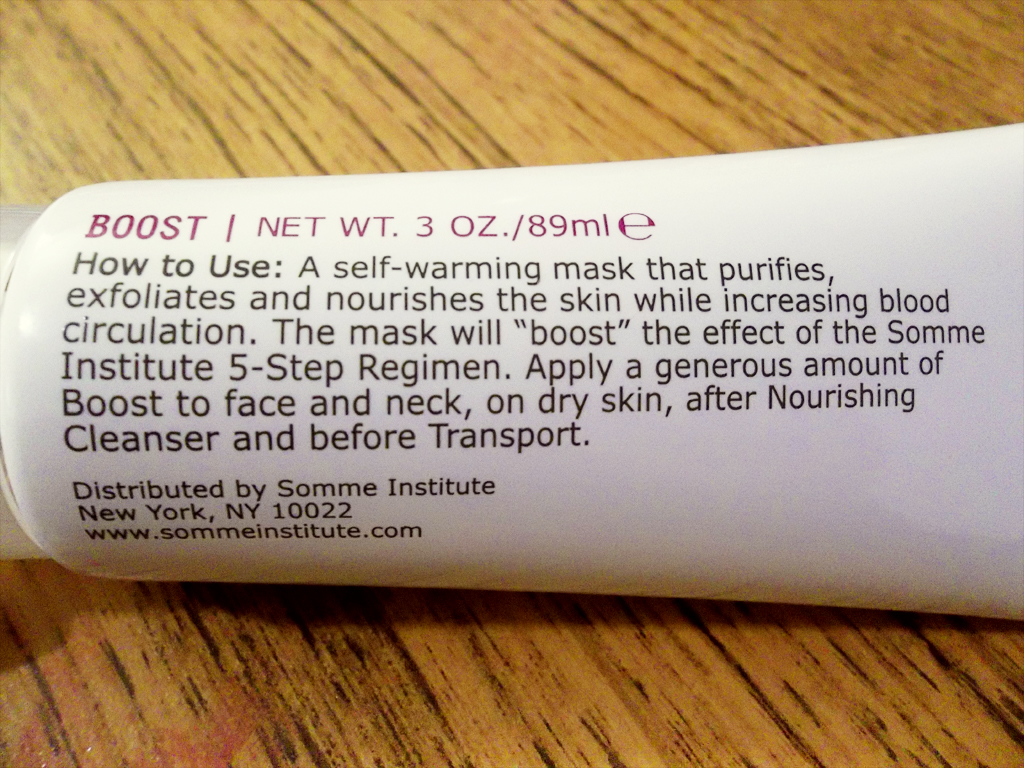 BOOST | NET WT. 3 OZ./89ml ℮
How to Use: A self-warming mask that purifies,
exfoliates and nourishes the skin while increasing blood
circulation. The mask will “boost” the effect of the Somme
Institute 5-Step Regimen. Apply a generous amount of
Boost to face and neck, on dry skin, after Nourishing
Cleanser and before Transport.
Distributed by Somme Institute
New York, NY 10022
www.sommeinstitute.com